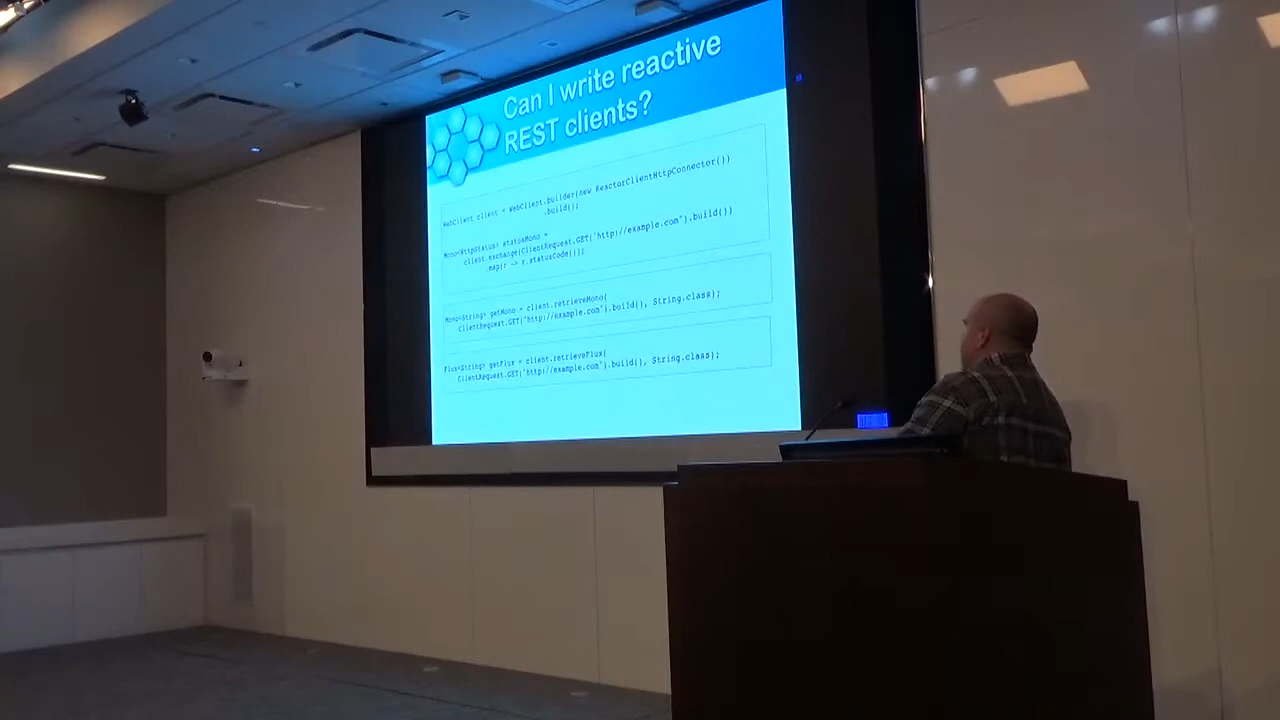 Can I write reactive
REST clients?
WebClient client = WebClient.builder(new ReactorClientHttpConnector())
.build();
Mono<HttpStatus> statusMono =
client.exchange(ClientRequest.GET("http://example.com").build())
.map(r -> r.statusCode());
Mono<String> getMono = client.retrieveMono(
ClientRequest.GET("http://example.com").build(), String.class);
Flux<String> getFlux = client.retrieveFlux(
ClientRequest.GET("http://example.com").build(), String.class);